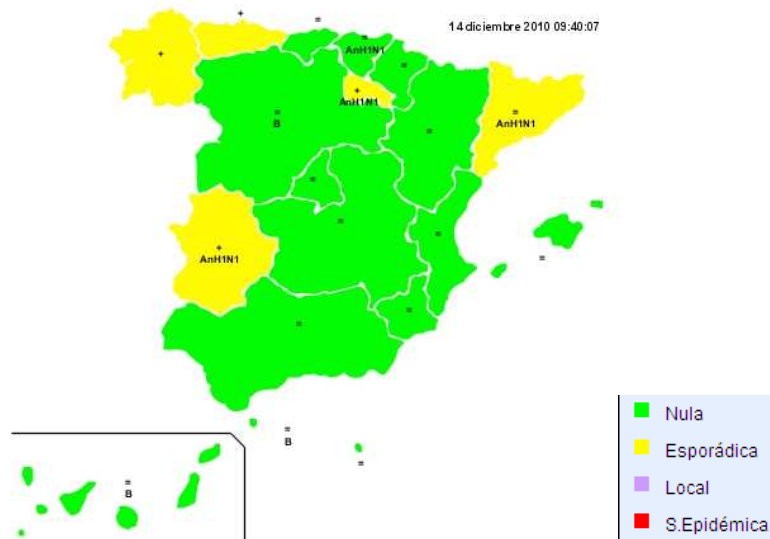 =
+
14 diciembre 2010 09:40:07
=
AnH1N1
+
=
+
AnH1N1
=
B
=
AnH1N1
=
=
=
=
+
AnH1N1
=
=
=
=
=
B
=
=
B
Nula
Esporádica
Local
S.Epidémica